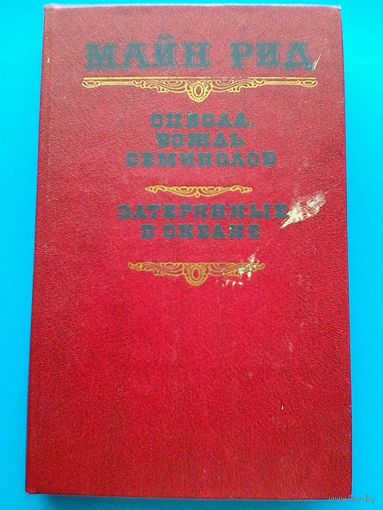 МАЙН РИД
ОЦЕОЛА,
ВОЖДЬ
СЕМИНОЛОВ
ЗАТЕРЯННЫЕ
В ОКЕАНЕ